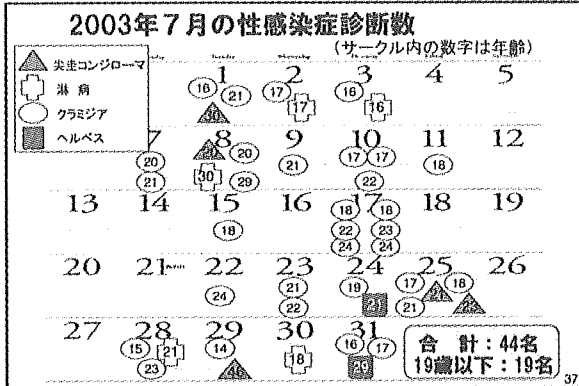 2003年7月の性感染症診断数
(サークル内の数字は年齢)
尖圭コンジローマ
淋病
クラミジア
ヘルペス
1 2 3 4 5
16 21 17 17 16 16
30
7 8 9 10 11 12
20 20 21 17 17 18
21 30 29 22
13 14 15 16 17 18 19
18 18 18
22 23
24 24
20 21 22 23 24 25 26
24 21 19 17 18
22 21 21
27 28 29 30 31
15 21 14 18 16 17
23
合計:44名
19歳以下:19名
37